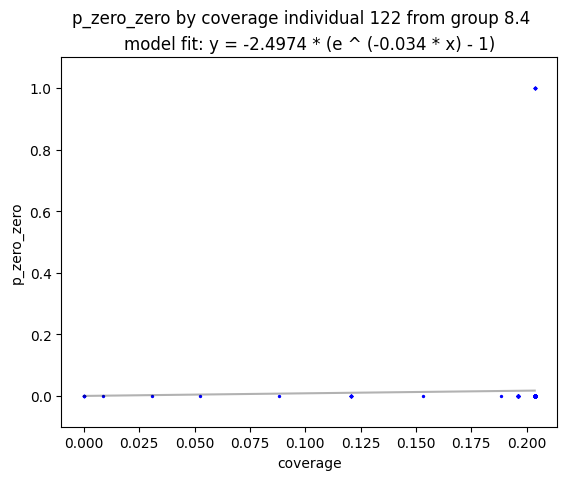 p_zero_zero by coverage individual 122 from group 8.4
model fit: y = -2.4974 * (e ^ (-0.034 * x) - 1)
1.0
0.8
0.6
0.4
0.2
0.0
p_zero_zero
0.000 0.025 0.050 0.075 0.100 0.125 0.150 0.175 0.200
coverage